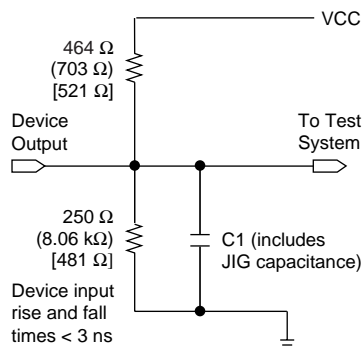 VCC
464 Ω
(703 Ω)
[521 Ω]
Device
Output
To Test
System
250 Ω
(8.06 kΩ)
[481 Ω]
C1 (includes
JIG capacitance)
Device input
rise and fall
times < 3 ns